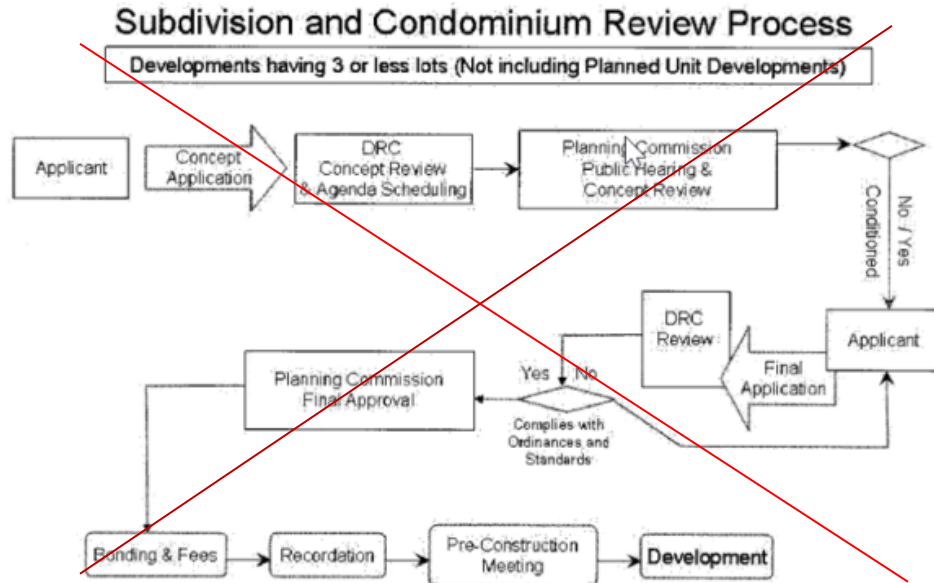 Subdivision and Condominium Review Process
Developments having 3 or less lots (Not including Planned Unit Developments)
Applicant
Concept
Application
DRC
Concept Review
& Agenda Scheduling
Planning Commission
Public Hearing &
Concept Review
No / Yes
Conditioned
Applicant
Final
Application
DRC
Review
Yes
No
Complies with
Ordinances and
Standards
Planning Commission
Final Approval
Bonding & Fees
Recordation
Pre-Construction
Meeting
Development